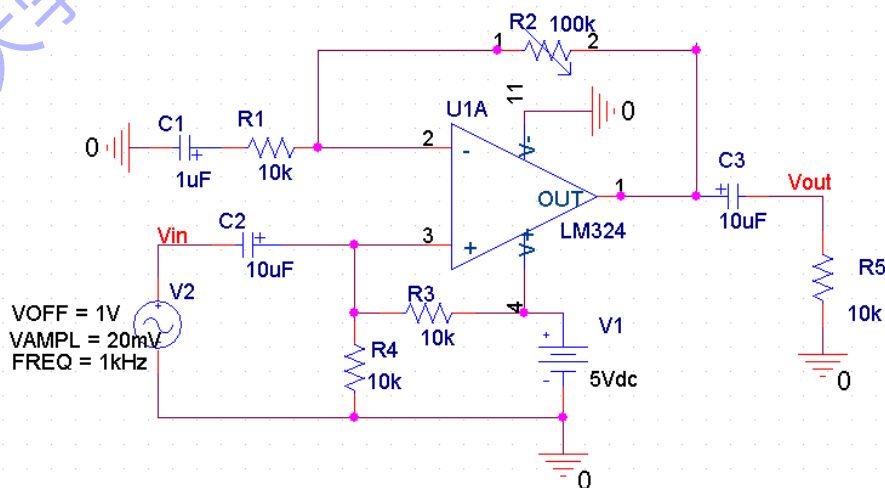 R2 100k
1 2
11
0
U1A
C1 R1
0
2
-
V-
1uF 10k
C3
1
Vout
OUT
10uF
LM324
C2
Vin
3
+
V+
10uF
R5
V2
R3
4
V1
10k
VOFF = 1V
VAMPL = 20mV
FREQ = 1kHz
10k
R4
10k
5Vdc
0
0